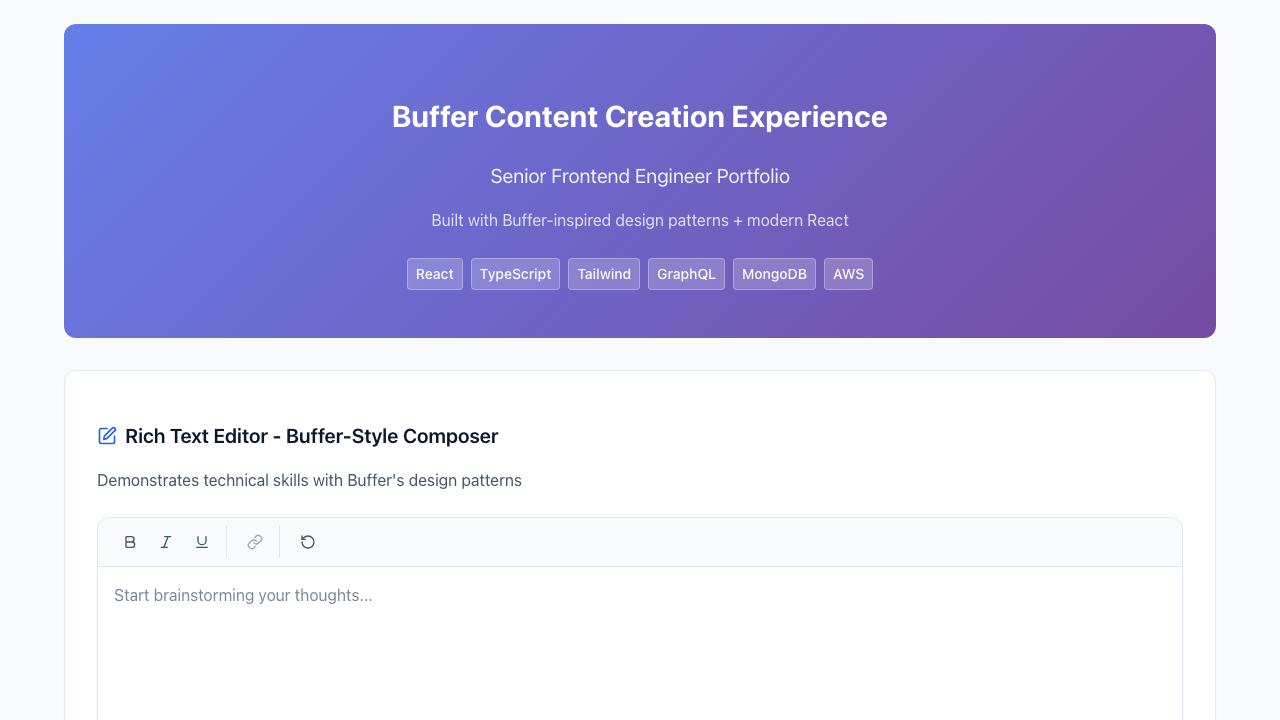 Buffer Content Creation Experience
Senior Frontend Engineer Portfolio
Built with Buffer-inspired design patterns + modern React
React TypeScript Tailwind GraphQL MongoDB AWS
Rich Text Editor - Buffer-Style Composer
Demonstrates technical skills with Buffer's design patterns
Start brainstorming your thoughts...